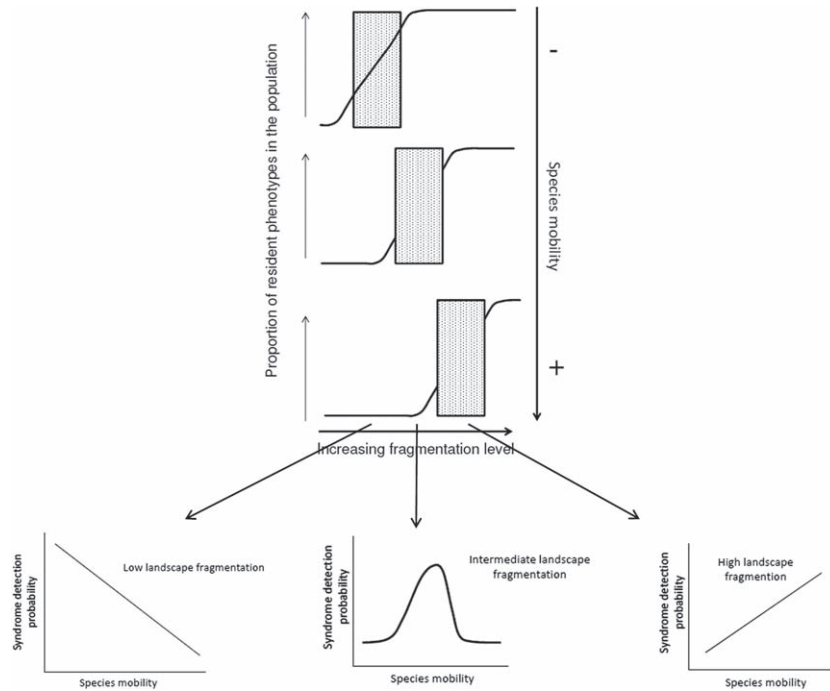 Proportion of resident phenotypes in the population
-
Species mobility
+
Increasing fragmentation level
Syndrome detection
probability
Low landscape fragmentation
Species mobility
Syndrome detection
probability
Intermediate landscape
fragmentation
Species mobility
Syndrome detection
probability
High landscape
fragmention
Species mobility